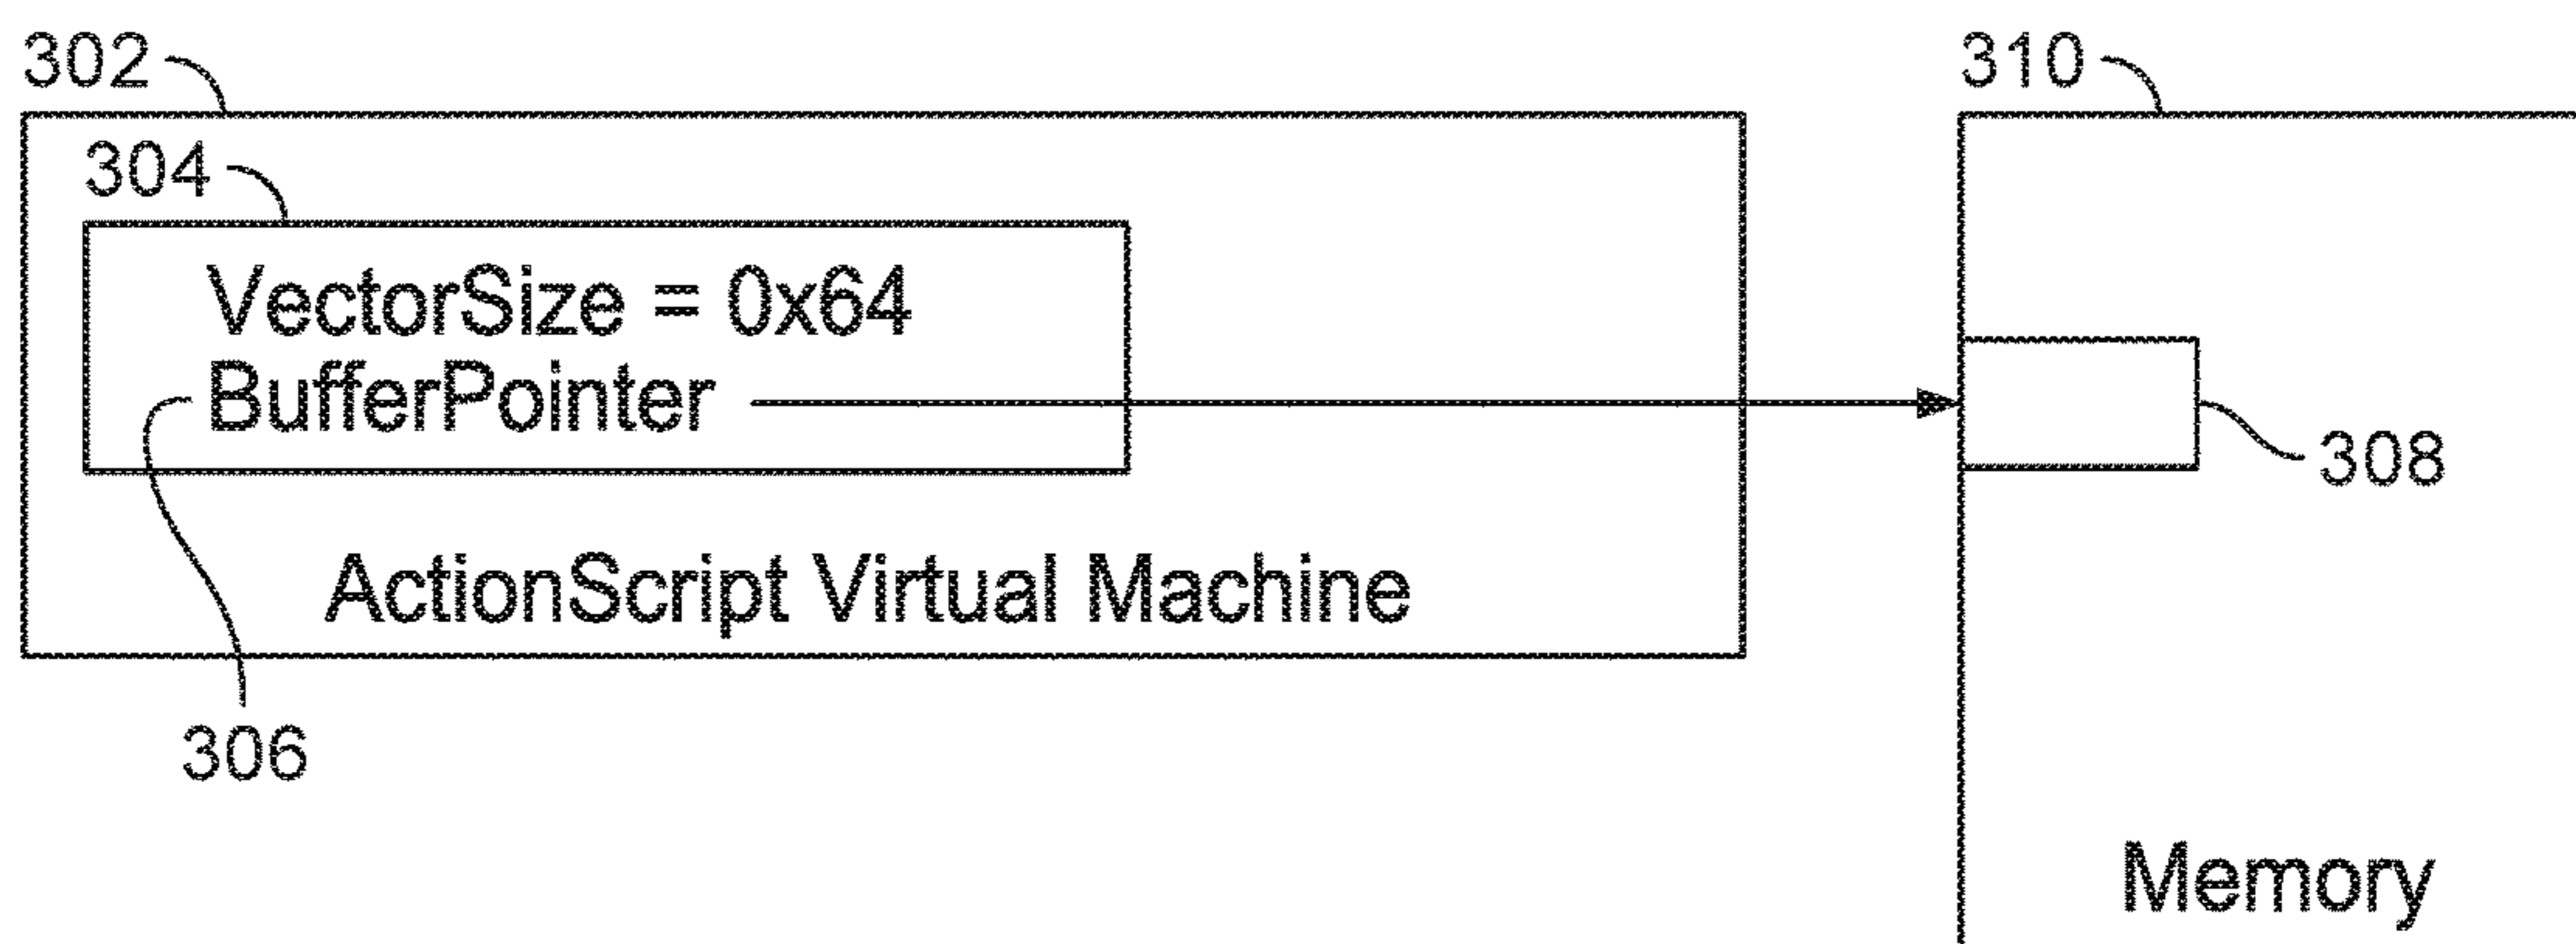 302
310
304
VectorSize = 0x64
BufferPointer
308
ActionScript Virtual Machine
306
Memory